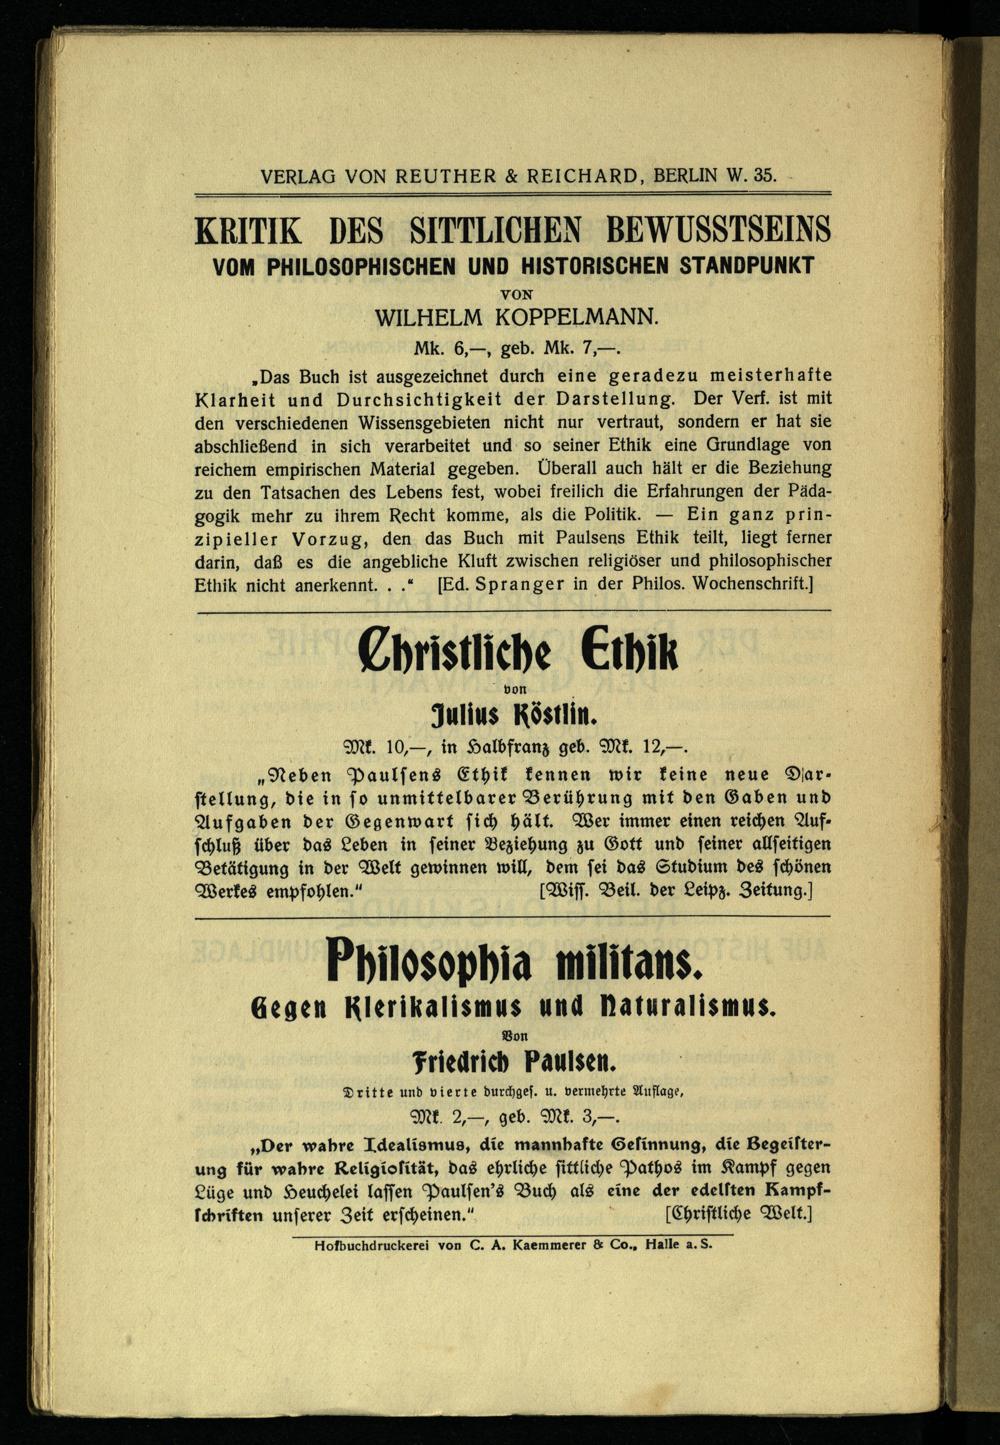 VERLAG VON REUTHER & REICHARD, BERLIN W. 35.
KRITIK DES SITTLICHEN BEWUSSTSEINS
VOM PHILOSOPHISCHEN UND HISTORISCHEN STANDPUNKT
VON
WILHELM KOPPELMANN.
Mk. 6,—, geb. Mk. 7,—.
„Das Buch ist ausgezeichnet durch eine geradezu meisterhafte
Klarheit und Durchsichtigkeit der Darstellung. Der Verf. ist mit
den verschiedenen Wissensgebieten nicht nur vertraut, sondern er hat sie
abschließend in sich verarbeitet und so seiner Ethik eine Grundlage von
reichem empirischen Material gegeben. Überall auch hält er die Beziehung
zu den Tatsachen des Lebens fest, wobei freilich die Erfahrungen der Päda-
gogik mehr zu ihrem Recht komme, als die Politik. — Ein ganz prin-
zipieller Vorzug, den das Buch mit Paulsens Ethik teilt, liegt ferner
darin, daß es die angebliche Kluft zwischen religiöser und philosophischer
Ethik nicht anerkennt. . .“ [Ed. Spranger in der Philos. Wochenschrift.]
Christliche Ethik
von
Julius Köstlin.
Mk. 10,—, in Halbfranz geb. Mk. 12,—.
„Neben Paulsens Ethik kennen wir keine neue Dar-
stellung, die in so unmittelbarer Berührung mit den Gaben und
Aufgaben der Gegenwart sich hält. Wer immer einen reichen Auf-
schluß über das Leben in seiner Beziehung zu Gott und seiner allseitigen
Betätigung in der Welt gewinnen will, dem sei das Studium des schönen
Werkes empfohlen.“ [Wiss. Beil. der Leipz. Zeitung.]
Philosophia militans.
Gegen Klerikalismus und Naturalismus.
Von
Friedrich Paulsen.
Dritte und vierte durchges. u. vermehrte Auflage,
Mk. 2,—, geb. Mk. 3,—.
„Der wahre Idealismus, die mannhafte Gesinnung, die Begeister-
ung für wahre Religiosität, das ehrliche sittliche Pathos im Kampf gegen
Lüge und Heuchelei lassen Paulsen's Buch als eine der edelsten Kampf-
schriften unserer Zeit erscheinen.“ [Christliche Welt.]
Hofbuchdruckerei von C. A. Kaemmerer & Co., Halle a. S.